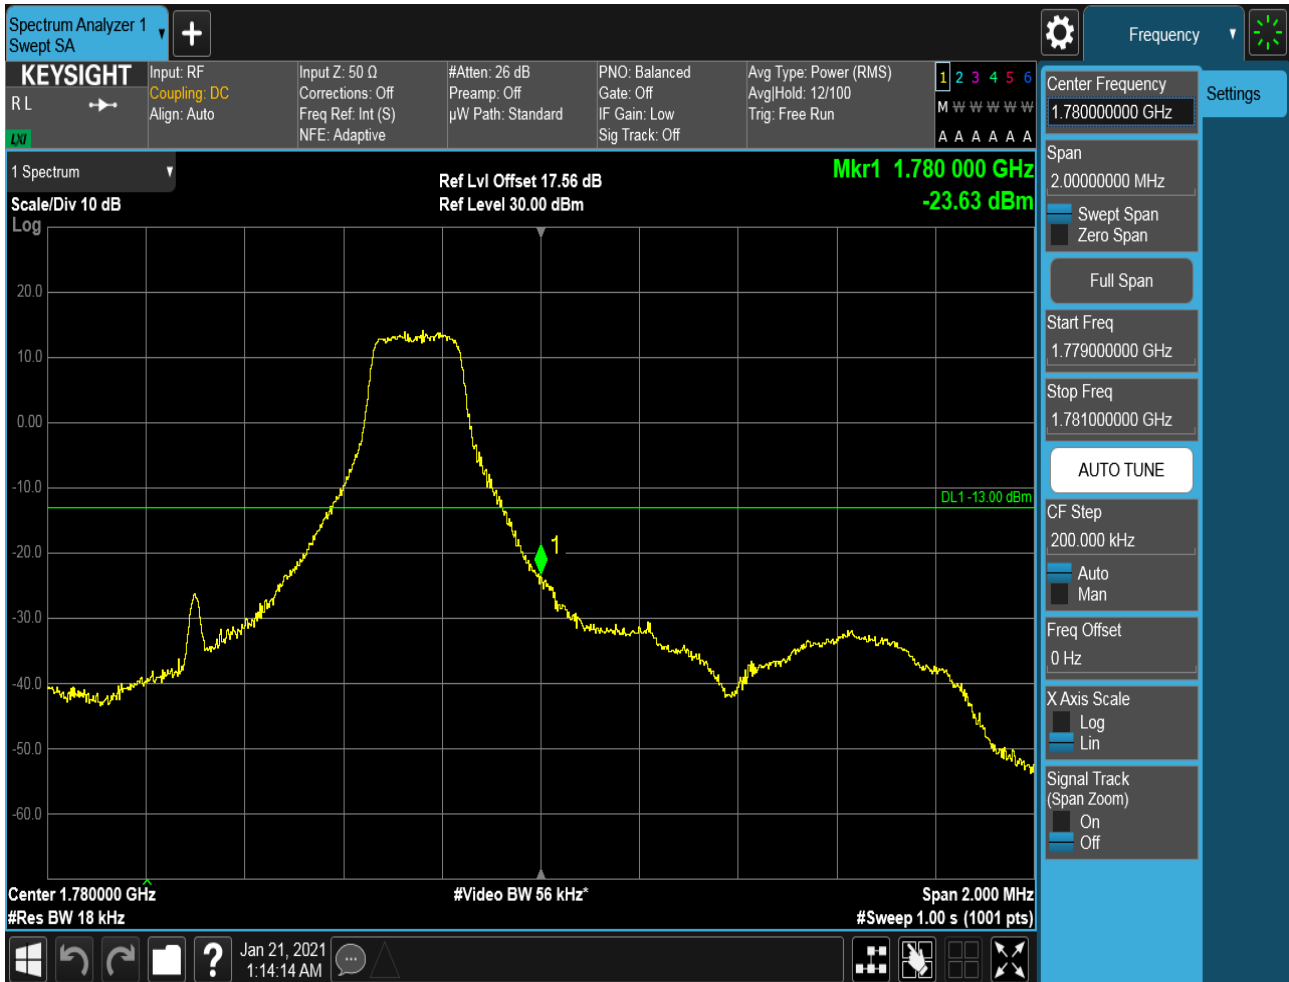 Spectrum Analyzer 1
Swept SA
Frequency
KEYSIGHT
R L
LXI
Input: RF
Coupling: DC
Align: Auto
Input Z: 50 Ω
Corrections: Off
Freq Ref: Int (S)
NFE: Adaptive
#Atten: 26 dB
Preamp: Off
µW Path: Standard
PNO: Balanced
Gate: Off
IF Gain: Low
Sig Track: Off
Avg Type: Power (RMS)
Avg|Hold: 12/100
Trig: Free Run
1 2 3 4 5 6
M W W W W W
A A A A A A
1 Spectrum
Scale/Div 10 dB
Log
Ref Lvl Offset 17.56 dB
Ref Level 30.00 dBm
Mkr1 1.780 000 GHz
-23.63 dBm
20.0
10.0
0.00
-10.0
DL1 -13.00 dBm
-20.0
1
-30.0
-40.0
-50.0
-60.0
Center 1.780000 GHz
#Video BW 56 kHz*
Span 2.000 MHz
#Res BW 18 kHz
#Sweep 1.00 s (1001 pts)
?
Jan 21, 2021
1:14:14 AM
Center Frequency
1.780000000 GHz
Settings
Span
2.00000000 MHz
Swept Span
Zero Span
Full Span
Start Freq
1.779000000 GHz
Stop Freq
1.781000000 GHz
AUTO TUNE
CF Step
200.000 kHz
Auto
Man
Freq Offset
0 Hz
X Axis Scale
Log
Lin
Signal Track
(Span Zoom)
On
Off